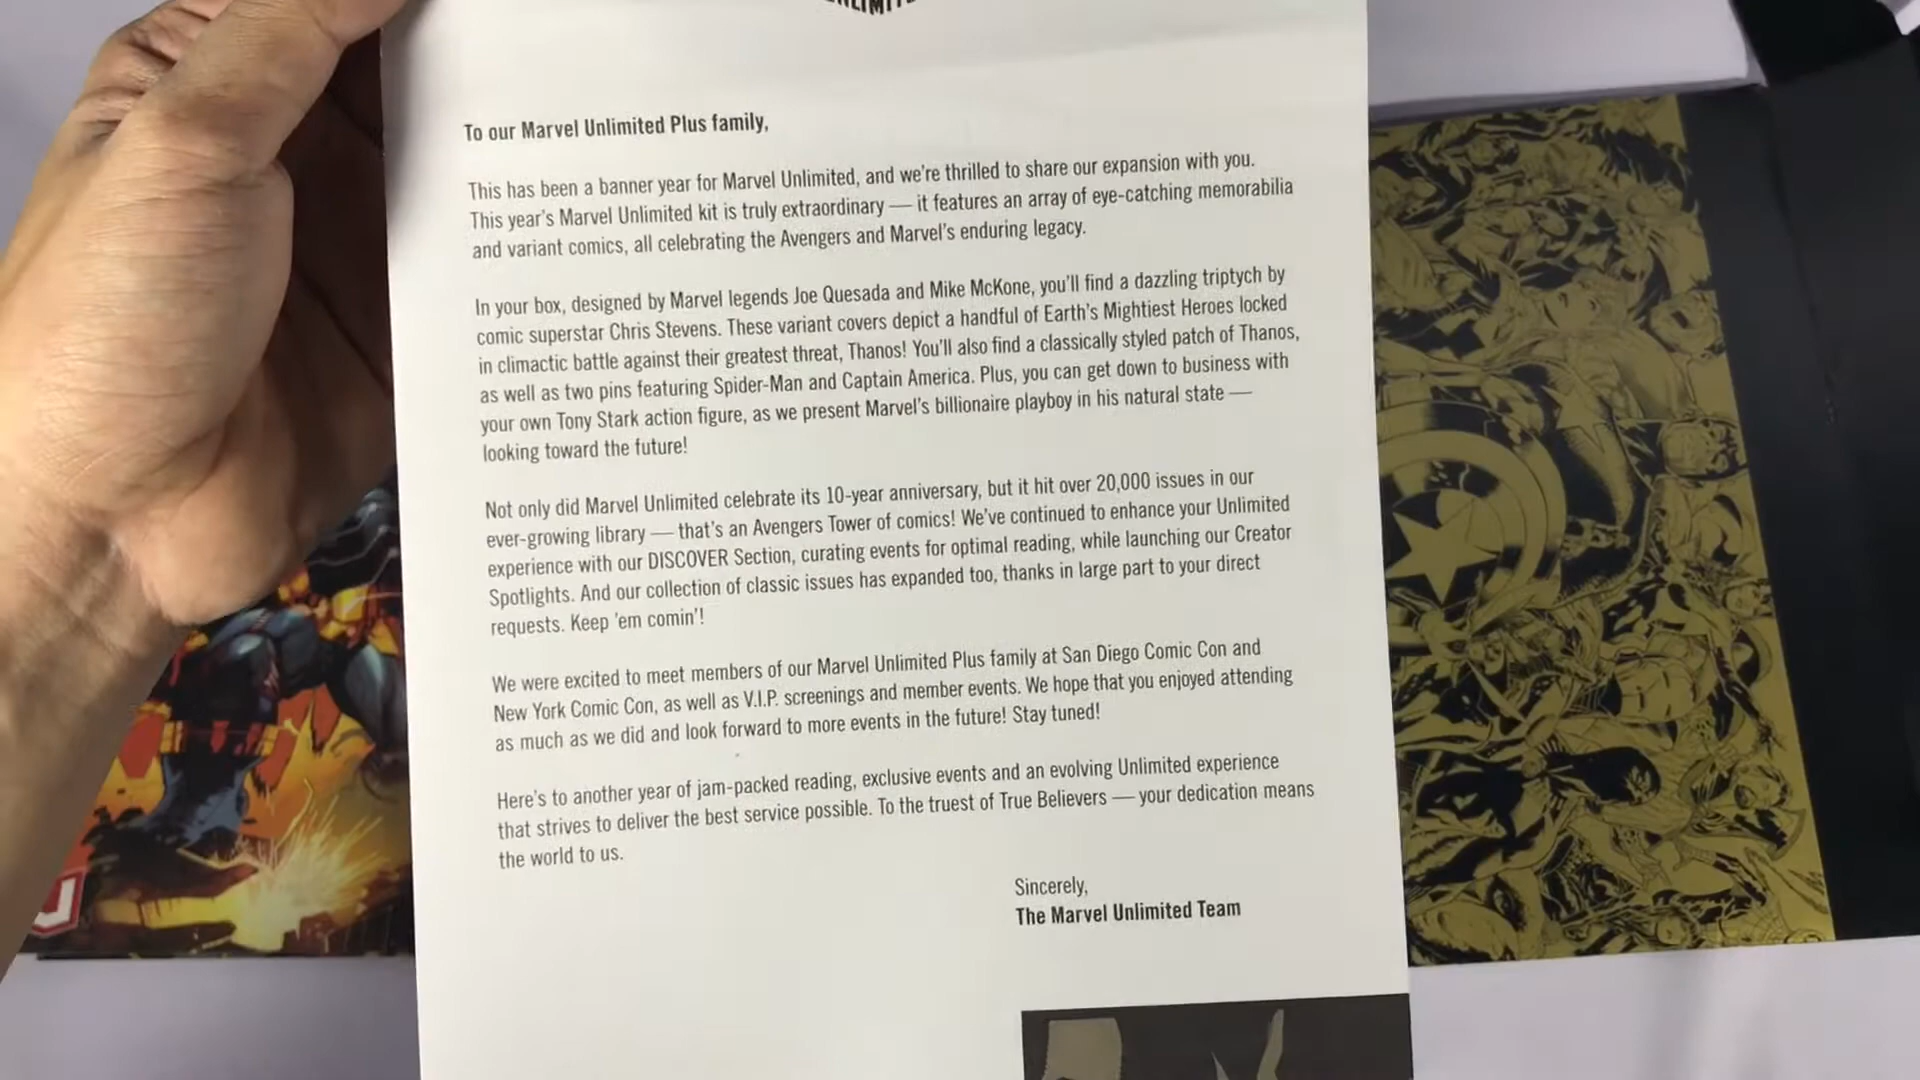 To our Marvel Unlimited Plus family,
This has been a banner year for Marvel Unlimited, and we're thrilled to share our expansion with you.
This year's Marvel Unlimited kit is truly extraordinary — it features an array of eye-catching memorabilia
and variant comics, all celebrating the Avengers and Marvel's enduring legacy.
In your box, designed by Marvel legends Joe Quesada and Mike McKone, you'll find a dazzling triptych by
comic superstar Chris Stevens. These variant covers depict a handful of Earth's Mightiest Heroes locked
in climactic battle against their greatest threat, Thanos! You'll also find a classically styled patch of Thanos,
as well as two pins featuring Spider-Man and Captain America. Plus, you can get down to business with
your own Tony Stark action figure, as we present Marvel's billionaire playboy in his natural state —
looking toward the future!
Not only did Marvel Unlimited celebrate its 10-year anniversary, but it hit over 20,000 issues in our
ever-growing library — that's an Avengers Tower of comics! We've continued to enhance your Unlimited
experience with our DISCOVER Section, curating events for optimal reading, while launching our Creator
Spotlights. And our collection of classic issues has expanded too, thanks in large part to your direct
requests. Keep 'em comin'!
We were excited to meet members of our Marvel Unlimited Plus family at San Diego Comic Con and
New York Comic Con, as well as V.I.P. screenings and member events. We hope that you enjoyed attending
as much as we did and look forward to more events in the future! Stay tuned!
Here's to another year of jam-packed reading, exclusive events and an evolving Unlimited experience
that strives to deliver the best service possible. To the truest of True Believers — your dedication means
the world to us.
Sincerely,
The Marvel Unlimited Team